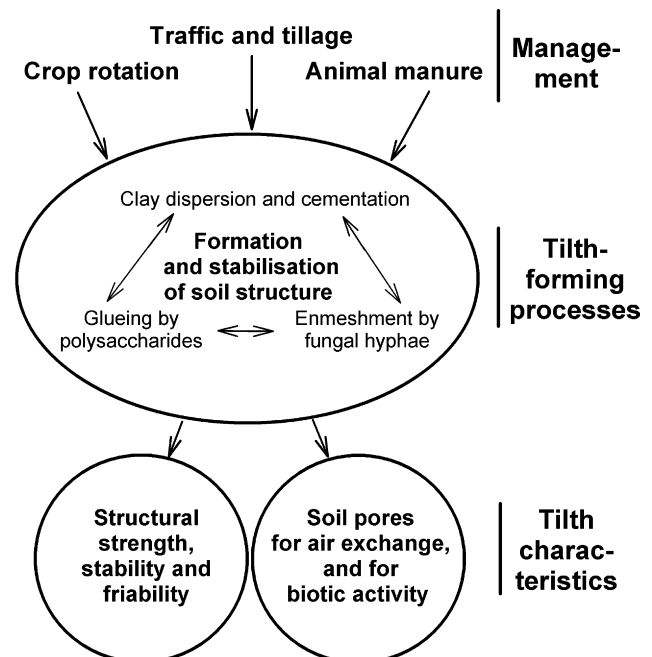 Traffic and tillage
Crop rotation
Animal manure
Manage-
ment
Clay dispersion and cementation
Formation
and stabilisation
of soil structure
Glueing by
polysaccharides
Enmeshment by
fungal hyphae
Tilth-
forming
processes
Structural
strength,
stability and
friability
Soil pores
for air exchange,
and for
biotic activity
Tilth
charac-
teristics